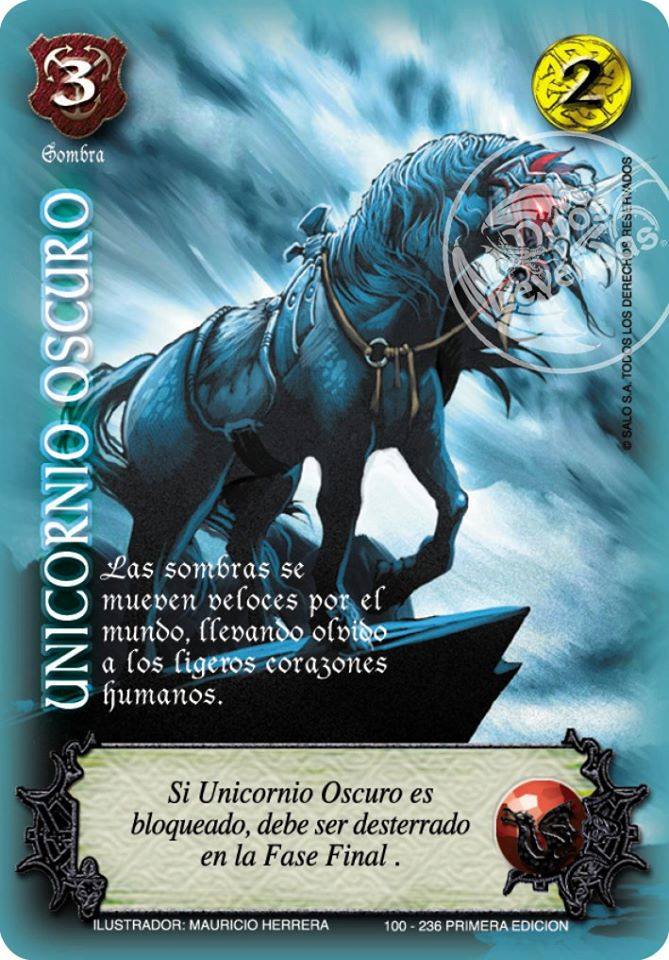 3
2
Sombra
UNICORNIO OSCURO
Mitos y Leyendas
© SALO S.A. TODOS LOS DERECHOS RESERVADOS
Las sombras se
mueven veloces por el
mundo, llevando olvido
a los ligeros corazones
humanos.
Si Unicornio Oscuro es
bloqueado, debe ser desterrado
en la Fase Final .
ILUSTRADOR: MAURICIO HERRERA
100 - 236 PRIMERA EDICION